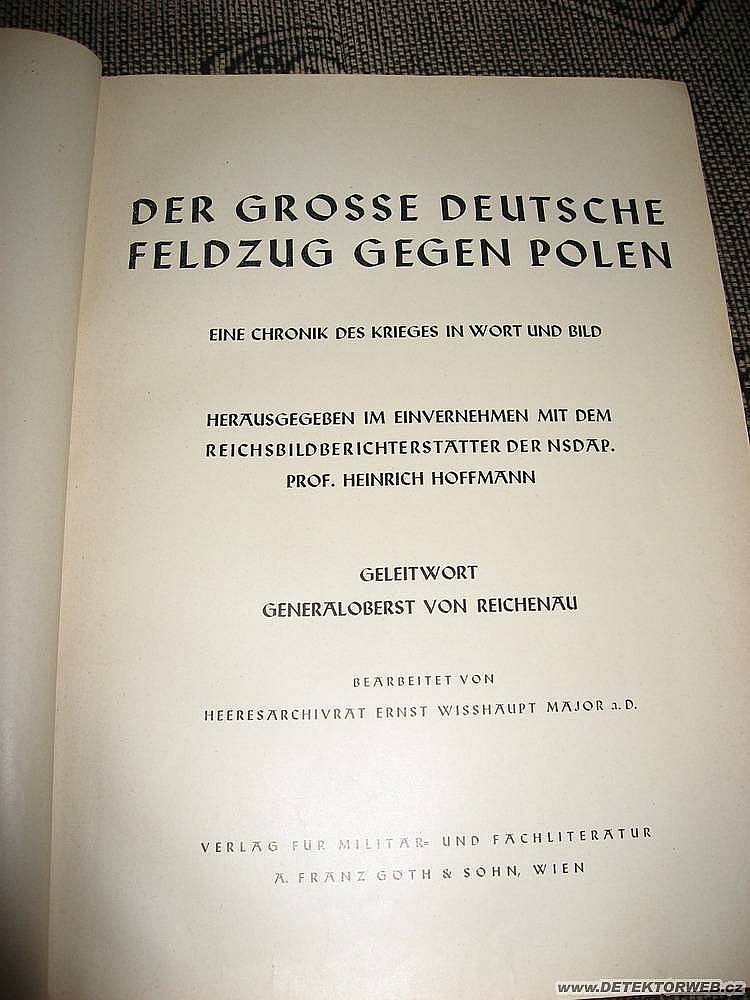 DER GROSSE DEUTSCHE
FELDZUG GEGEN POLEN
EINE CHRONIK DES KRIEGES IN WORT UND BILD
HERAUSGEGEBEN IM EINVERNEHMEN MIT DEM
REICHSBILDBERICHTERSTATTER DER NSDAP.
PROF. HEINRICH HOFFMANN
GELEITWORT
GENERALOBERST VON REICHENAU
BEARBEITET VON
HEERESARCHIVRAT ERNST WISSHAUPT MAJOR a. D.
VERLAG FÜR MILITÄR- UND FACHLITERATUR
A. FRANZ GÖTH & SOHN, WIEN
www.DETEKTORWEB.cz